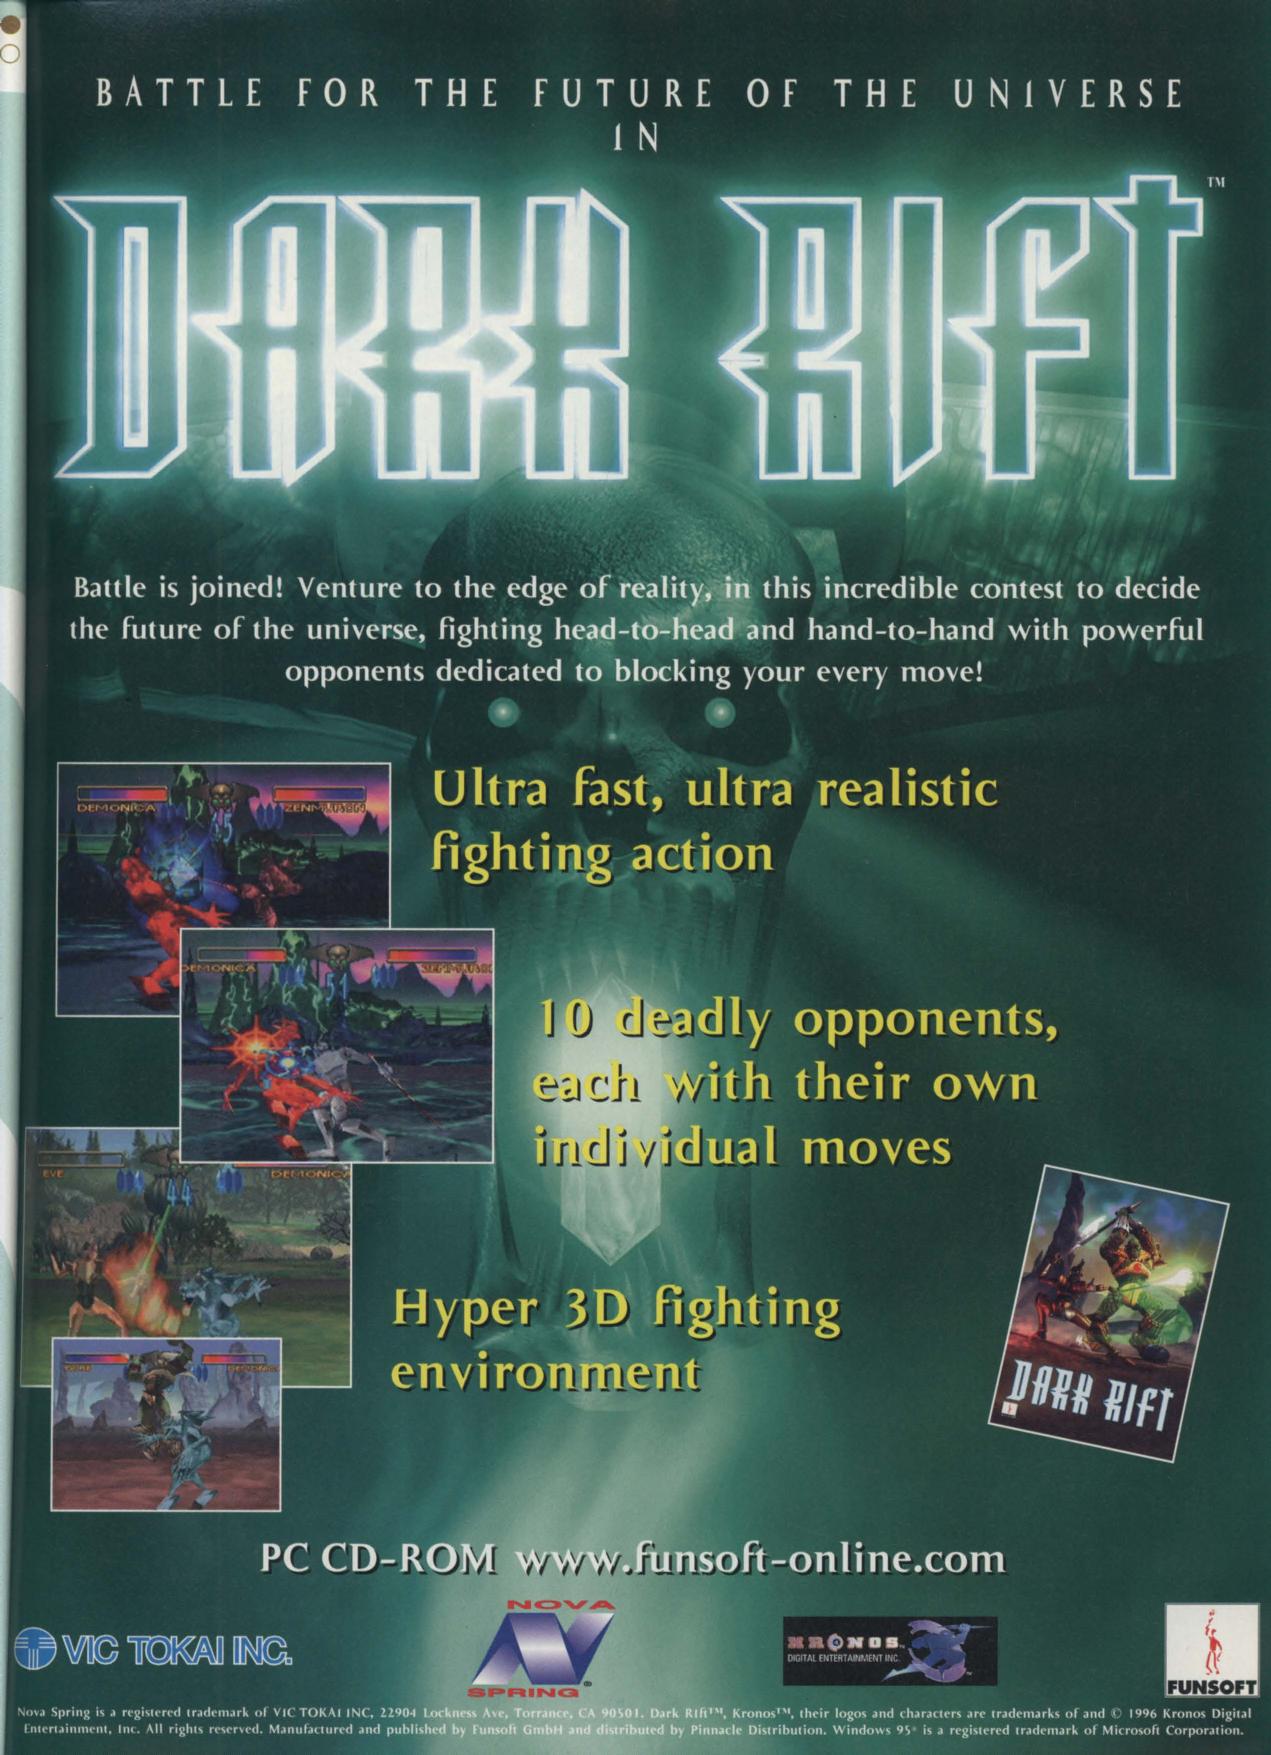 BATTLE FOR THE FUTURE OF THE UNIVERSE
IN
DARK RIFT™
Battle is joined! Venture to the edge of reality, in this incredible contest to decide
the future of the universe, fighting head-to-head and hand-to-hand with powerful
opponents dedicated to blocking your every move!
DEMONICA
ZENMURON
Ultra fast, ultra realistic
fighting action
DEMONICA
10 deadly opponents,
each with their own
individual moves
EVE
44
DEMONICA
Hyper 3D fighting
environment
DEMONICA
DARK RIFT
PC CD-ROM www.funsoft-online.com
VIC TOKAI INC.
NOVA
SPRING®
KRONOS™
DIGITAL ENTERTAINMENT INC.
FUNSOFT
Nova Spring is a registered trademark of VIC TOKAI INC, 22904 Lockness Ave, Torrance, CA 90501. Dark RIft™, Kronos™, their logos and characters are trademarks of and © 1996 Kronos Digital
Entertainment, Inc. All rights reserved. Manufactured and published by Funsoft GmbH and distributed by Pinnacle Distribution. Windows 95® is a registered trademark of Microsoft Corporation.